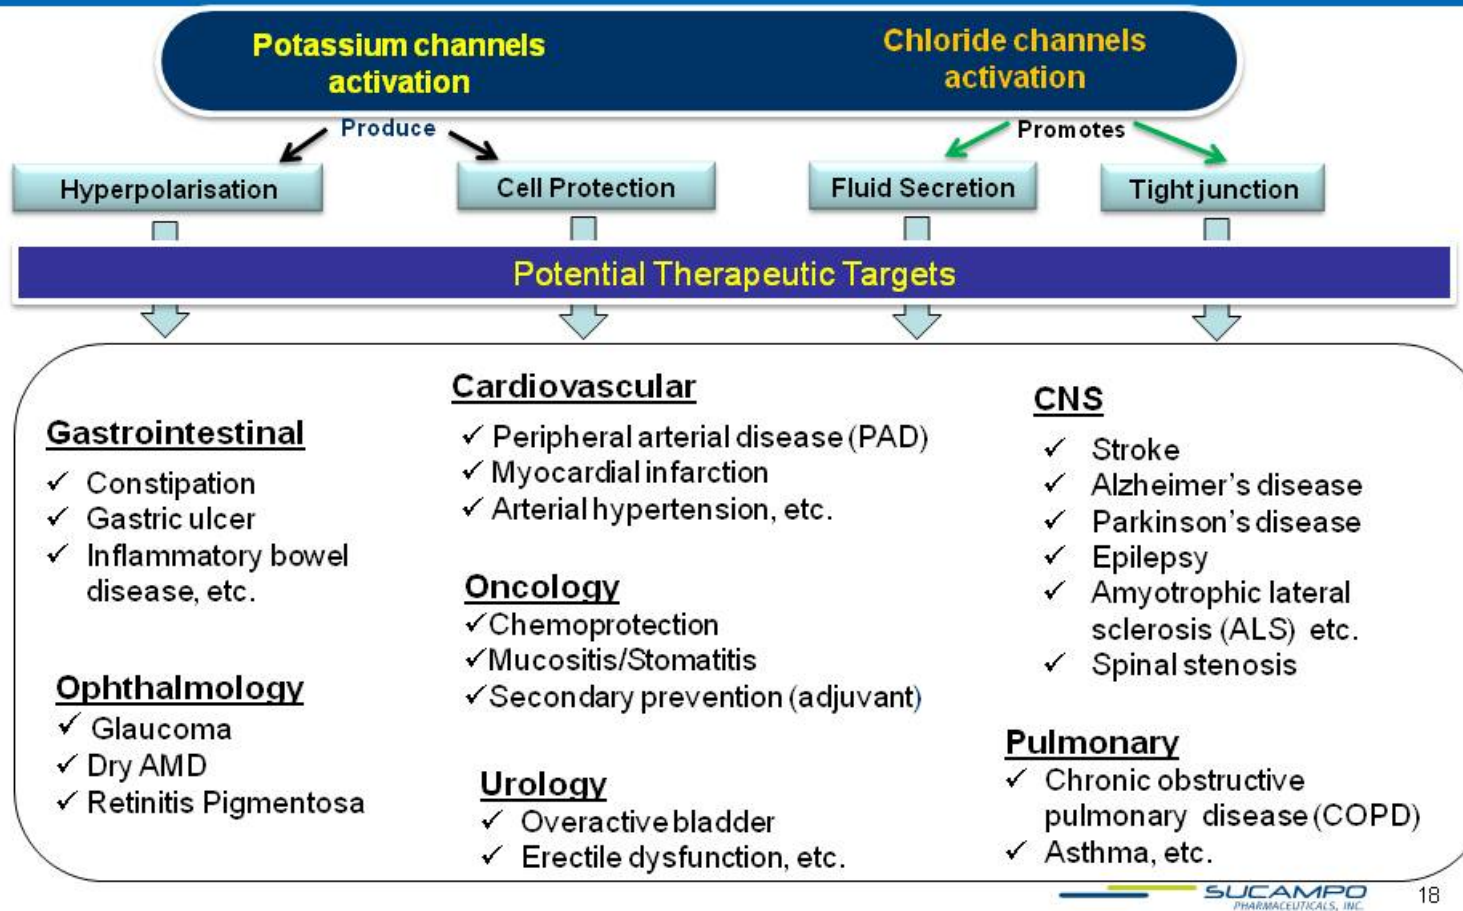 Potassium channels
activation
Chloride channels
activation
Produce
Promotes
Hyperpolarisation
Cell Protection
Fluid Secretion
Tight junction
Potential Therapeutic Targets
Gastrointestinal
✓ Constipation
✓ Gastric ulcer
✓ Inflammatory bowel
disease, etc.
Ophthalmology
✓ Glaucoma
✓ Dry AMD
✓ Retinitis Pigmentosa
Cardiovascular
✓ Peripheral arterial disease (PAD)
✓ Myocardial infarction
✓ Arterial hypertension, etc.
Oncology
✓ Chemoprotection
✓ Mucositis/Stomatitis
✓ Secondary prevention (adjuvant)
Urology
✓ Overactive bladder
✓ Erectile dysfunction, etc.
CNS
✓ Stroke
✓ Alzheimer's disease
✓ Parkinson's disease
✓ Epilepsy
✓ Amyotrophic lateral
sclerosis (ALS) etc.
✓ Spinal stenosis
Pulmonary
✓ Chronic obstructive
pulmonary disease (COPD)
✓ Asthma, etc.
SUCAMPO
PHARMACEUTICALS, INC.
18